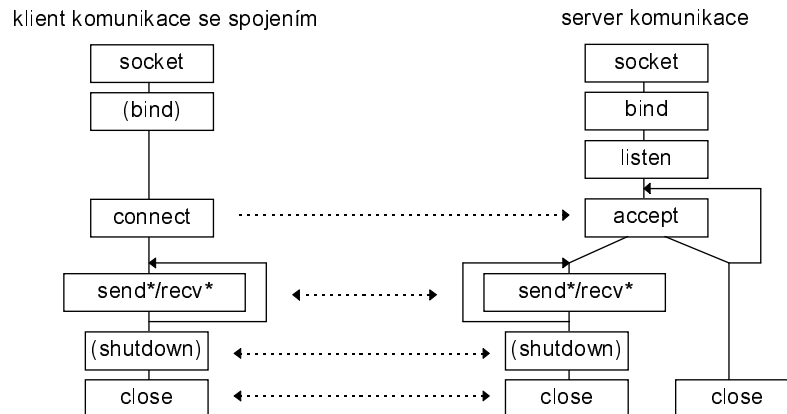 klient komunikace se spojením
server komunikace
socket
socket
(bind)
bind
listen
connect
accept
send*/recv*
send*/recv*
(shutdown)
(shutdown)
close
close
close